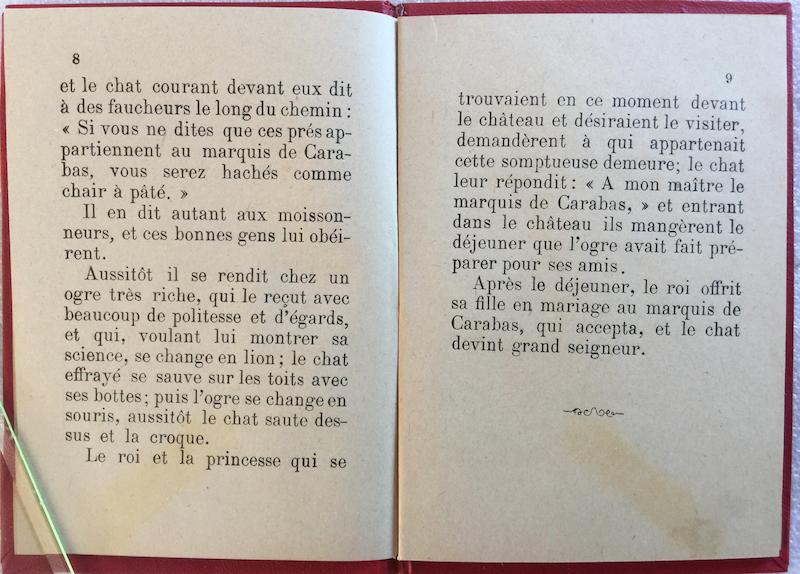 8
et le chat courant devant eux dit
à des faucheurs le long du chemin :
« Si vous ne dites que ces prés ap-
partiennent au marquis de Cara-
bas, vous serez hachés comme
chair à pâté. »
Il en dit autant aux moisson-
neurs, et ces bonnes gens lui obéi-
rent.
Aussitôt il se rendit chez un
ogre très riche, qui le reçut avec
beaucoup de politesse et d'égards,
et qui, voulant lui montrer sa
science, se change en lion ; le chat
effrayé se sauve sur les toits avec
ses bottes ; puis l'ogre se change en
souris, aussitôt le chat saute des-
sus et la croque.
Le roi et la princesse qui se
9
trouvaient en ce moment devant
le château et désiraient le visiter,
demandèrent à qui appartenait
cette somptueuse demeure; le chat
leur répondit : « A mon maître le
marquis de Carabas, » et entrant
dans le château ils mangèrent le
déjeuner que l'ogre avait fait pré-
parer pour ses amis.
Après le déjeuner, le roi offrit
sa fille en mariage au marquis de
Carabas, qui accepta, et le chat
devint grand seigneur.